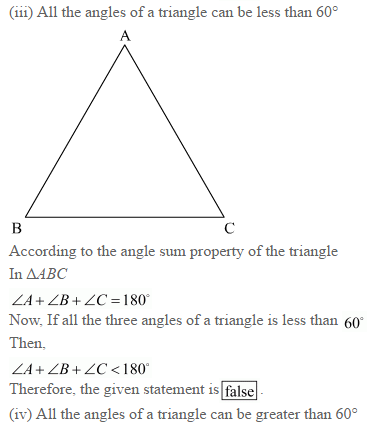 (iii) All the angles of a triangle can be less than 60°
A
B
C
According to the angle sum property of the triangle
In ΔABC
∠A + ∠B + ∠C = 180°
Now, If all the three angles of a triangle is less than 60°
Then,
∠A + ∠B + ∠C < 180°
Therefore, the given statement is false .
(iv) All the angles of a triangle can be greater than 60°